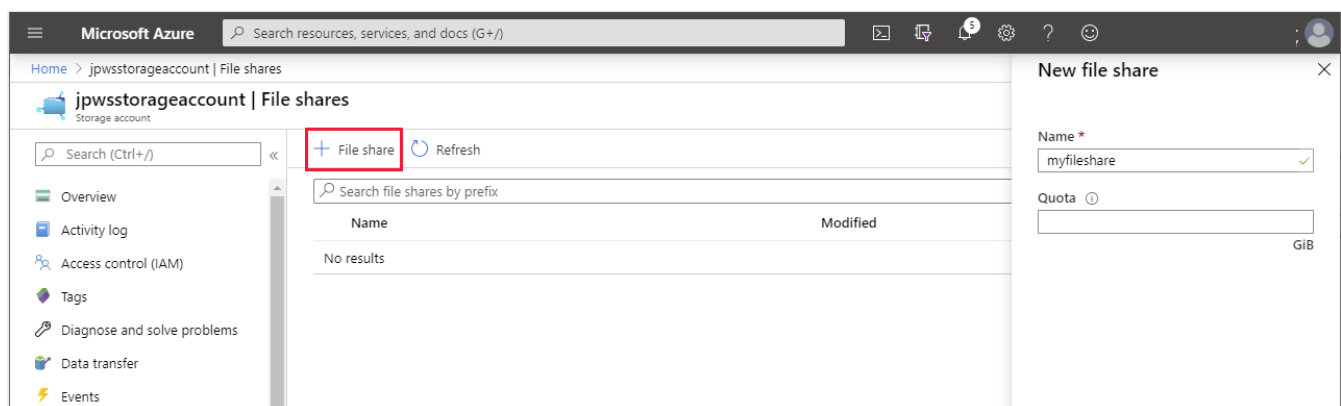 Microsoft Azure
Search resources, services, and docs (G+/)
5
Home > jpwsstorageaccount | File shares
jpwsstorageaccount | File shares
Storage account
Search (Ctrl+/)
«
Overview
Activity log
Access control (IAM)
Tags
Diagnose and solve problems
Data transfer
Events
+ File share
Refresh
Search file shares by prefix
Name Modified
No results
New file share
Name *
myfileshare
Quota
GiB